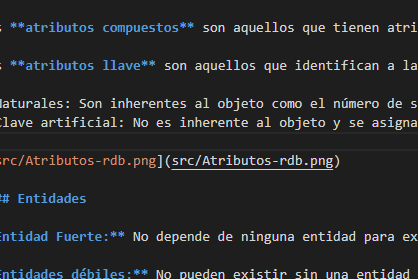 s **atributos compuestos** son aquellos que tienen atri
s **atributos llave** son aquellos que identifican a la
Naturales: Son inherentes al objeto como el número de s
Clave artificial: No es inherente al objeto y se asigna
src/Atributos-rdb.png](src/Atributos-rdb.png)
## Entidades
Entidad Fuerte:** No depende de ninguna entidad para ex
Entidades débiles:** No pueden existir sin una entidad